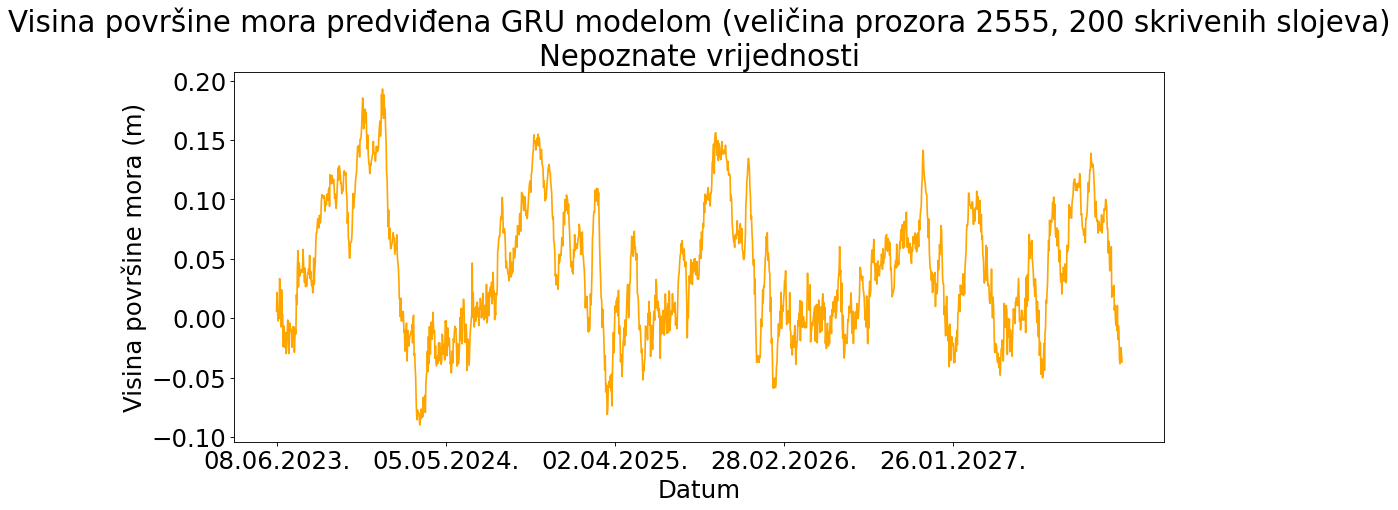 Visina površine mora predviđena GRU modelom (veličina prozora 2555, 200 skrivenih slojeva)
Nepoznate vrijednosti
Visina površine mora (m)
0.20
0.15
0.10
0.05
0.00
−0.05
−0.10
08.06.2023. 05.05.2024. 02.04.2025. 28.02.2026. 26.01.2027.
Datum